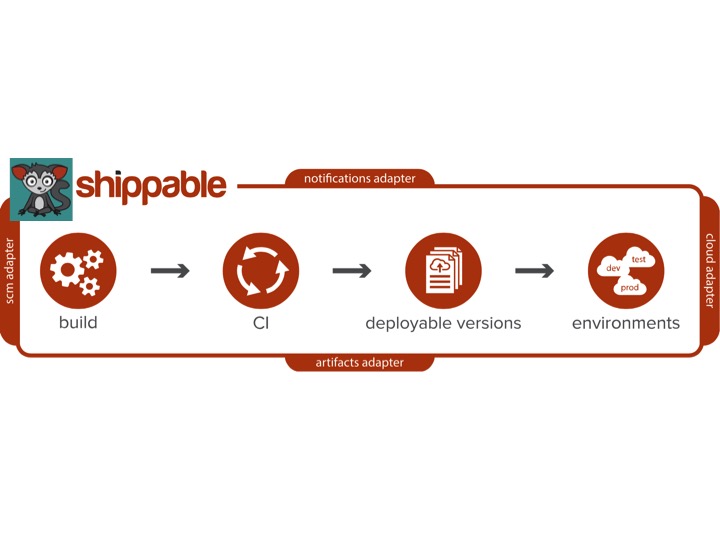 shippable
notifications adapter
scm adapter
cloud adapter
build
CI
deployable versions
dev
test
prod
environments
artifacts adapter